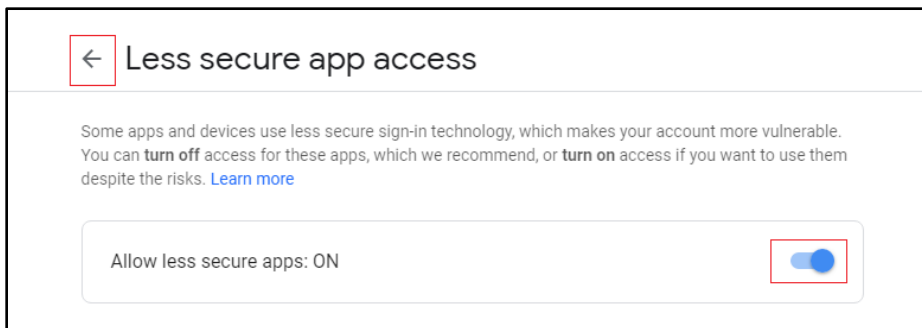 Less secure app access
Some apps and devices use less secure sign-in technology, which makes your account more vulnerable.
You can turn off access for these apps, which we recommend, or turn on access if you want to use them
despite the risks. Learn more
Allow less secure apps: ON